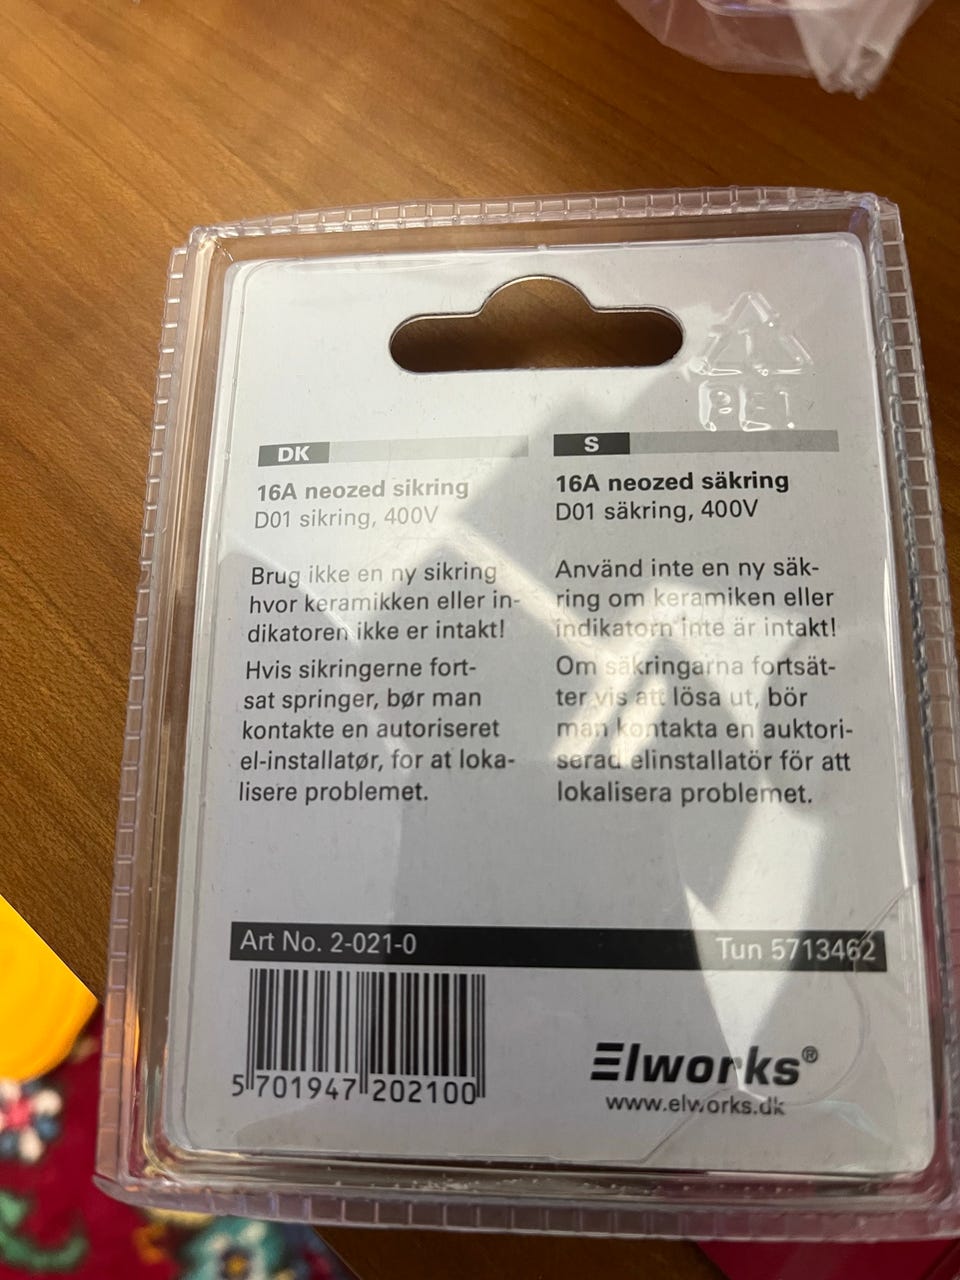 1
PET
DK
16A neozed sikring
D01 sikring, 400V
Brug ikke en ny sikring
hvor keramikken eller in-
dikatoren ikke er intakt!
Hvis sikringerne fort-
sat springer, bør man
kontakte en autoriseret
el-installatør, for at loka-
lisere problemet.
S
16A neozed säkring
D01 säkring, 400V
Använd inte en ny säk-
ring om keramiken eller
indikatorn inte är intakt!
Om säkringarna fortsät-
ter vis att lösa ut, bör
man kontakta en auktori-
serad elinstallatör för att
lokalisera problemet.
Art No. 2-021-0
Tun 5713462
5 701947 202100
Elworks®
www.elworks.dk